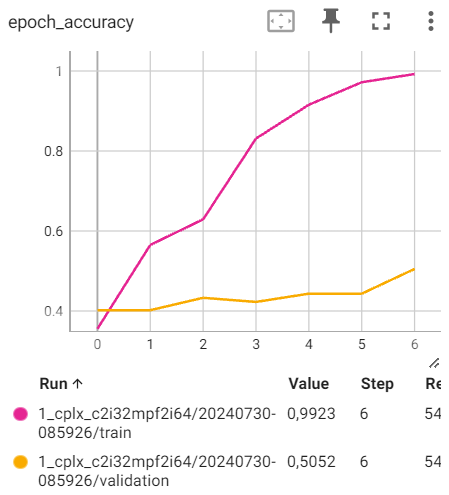 epoch_accuracy
1
0.8
0.6
0.4
0 1 2 3 4 5 6
Run ↑ Value Step Re
1_cplx_c2i32mpf2i64/20240730- 0,9923 6 54
085926/train
1_cplx_c2i32mpf2i64/20240730- 0,5052 6 54
085926/validation